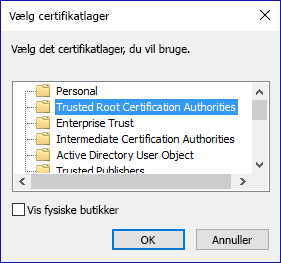 Vælg certifikatlager
Vælg det certifikatlager, du vil bruge.
Personal
Trusted Root Certification Authorities
Enterprise Trust
Intermediate Certification Authorities
Active Directory User Object
Trusted Publishers
Vis fysiske butikker
OK
Annuller